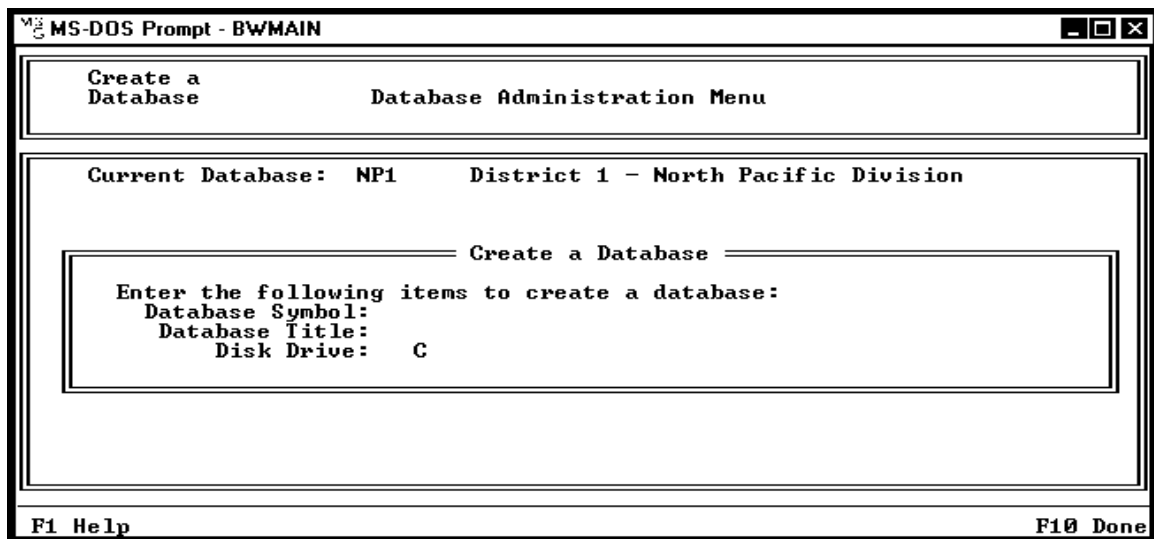 MS-DOS Prompt - BWMAIN
Create a
Database Database Administration Menu
Current Database: NP1 District 1 - North Pacific Division
Create a Database
Enter the following items to create a database:
Database Symbol:
Database Title:
Disk Drive: C
F1 Help F10 Done